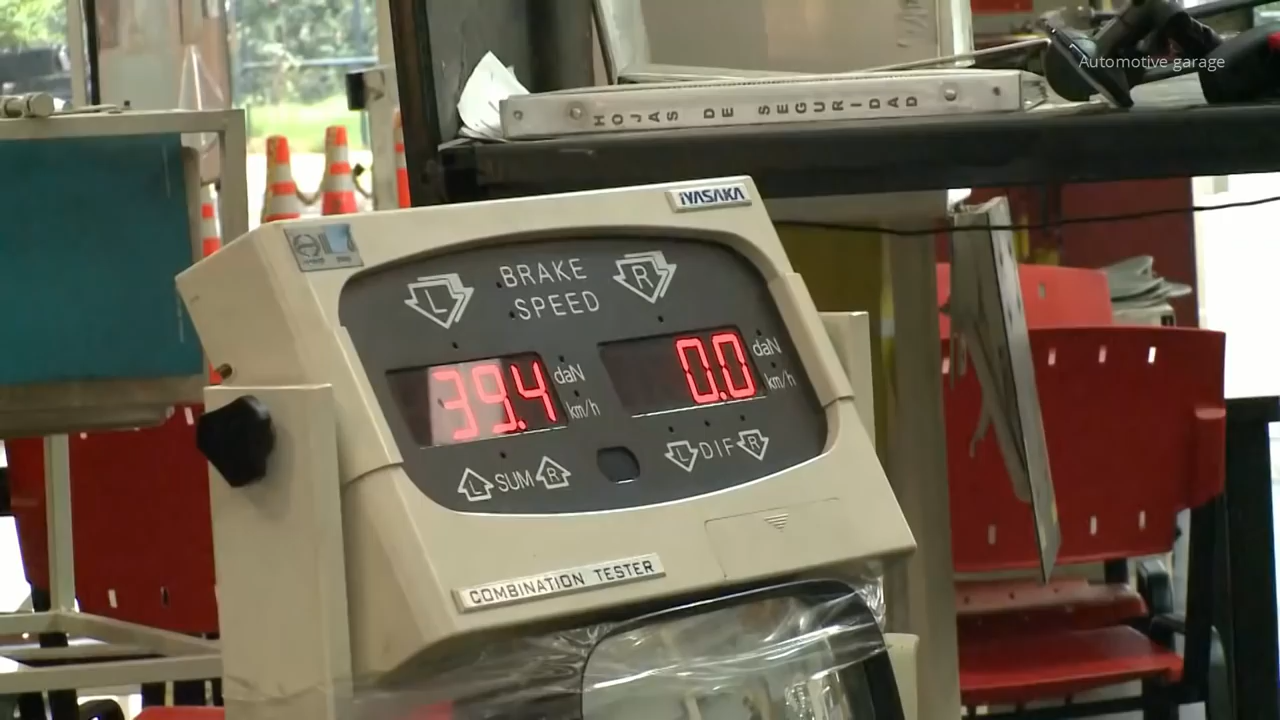 Automotive garage
HOJAS DE SEGURIDAD
IYASAKA
L BRAKE R
SPEED
39.4 daN km/h
0.0 daN km/h
L SUM R
L DIF R
COMBINATION TESTER